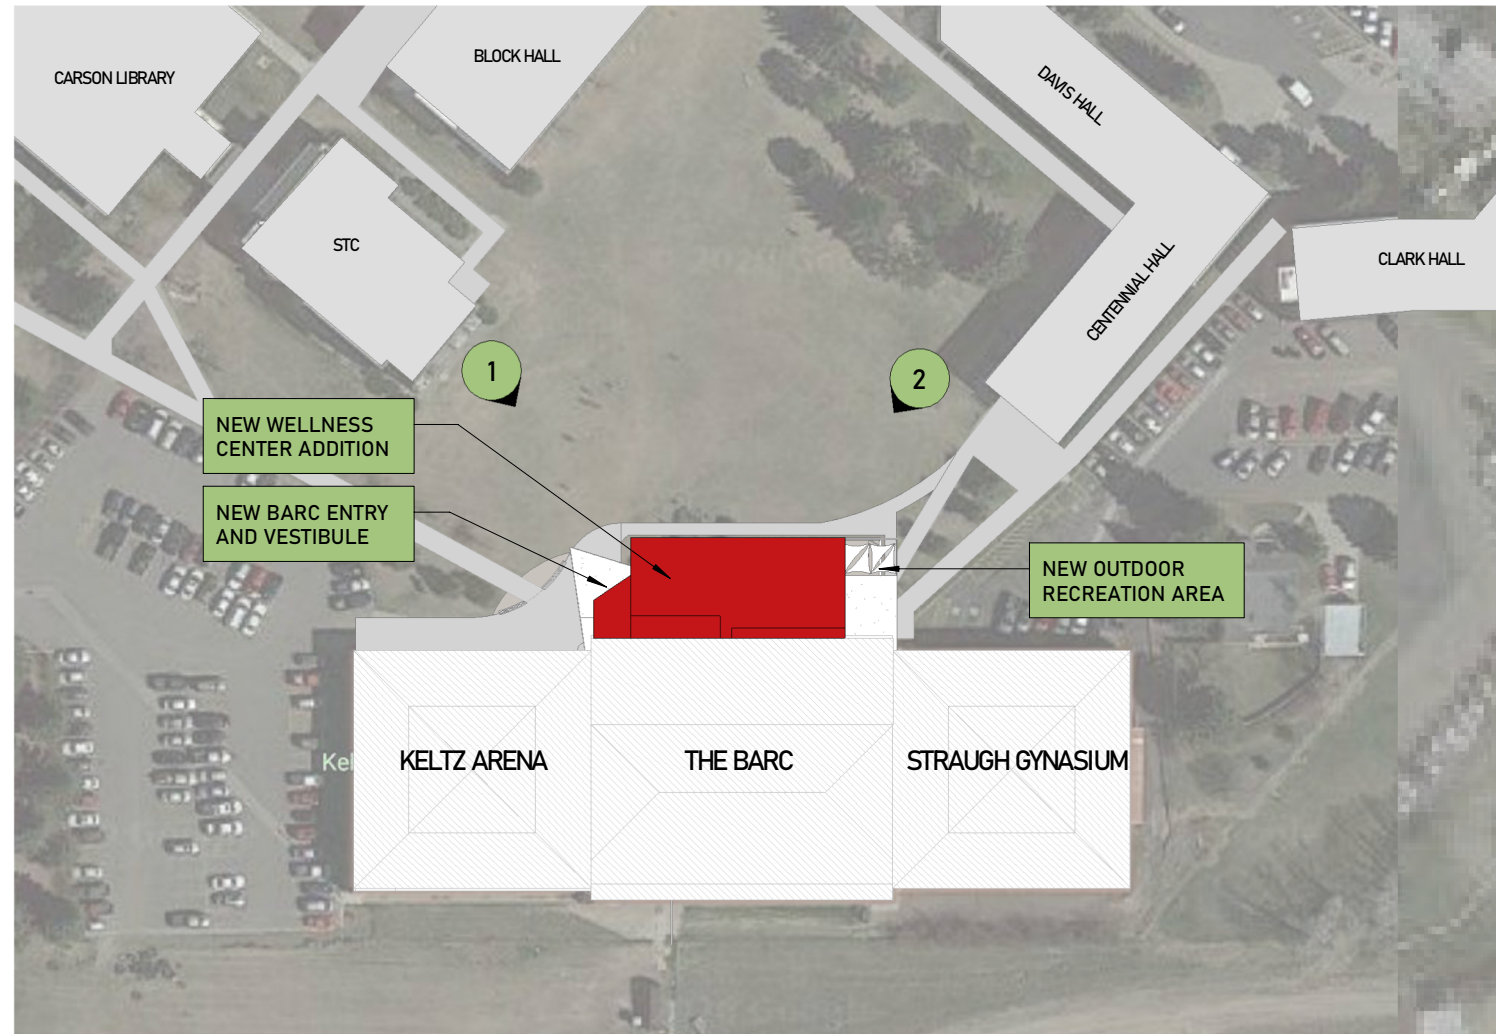 CARSON LIBRARY
BLOCK HALL
DAVIS HALL
STC
CENTENNIAL HALL
CLARK HALL
1
2
NEW WELLNESS
CENTER ADDITION
NEW BARC ENTRY
AND VESTIBULE
NEW OUTDOOR
RECREATION AREA
Kel
KELTZ ARENA
THE BARC
STRAUGH GYNASIUM